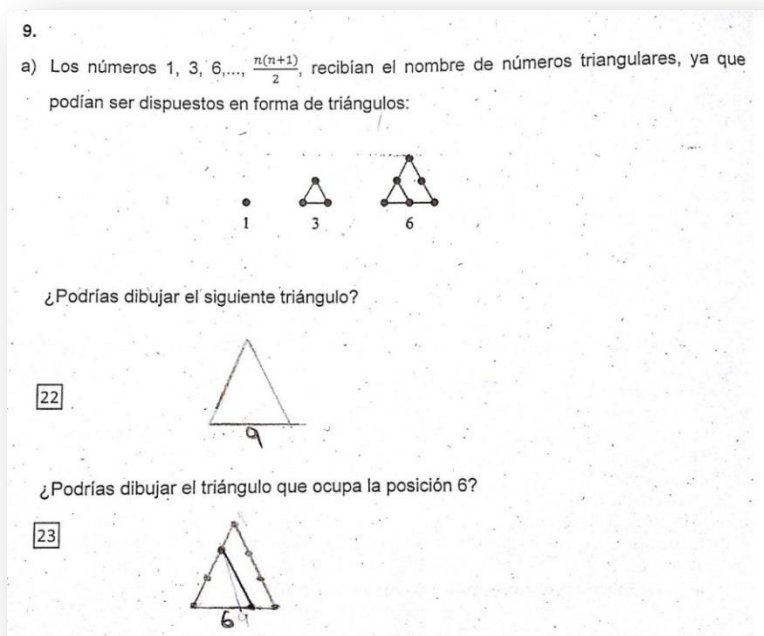 9.
a) Los números 1, 3, 6,..., n(n+1)/2, recibían el nombre de números triangulares, ya que
podían ser dispuestos en forma de triángulos:
1 3 6
¿Podrías dibujar el siguiente triángulo?
22
9
¿Podrías dibujar el triángulo que ocupa la posición 6?
23
6